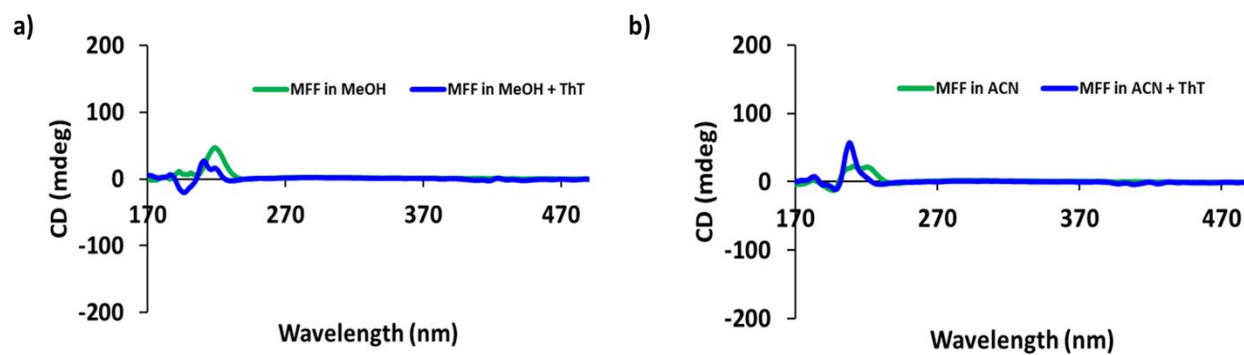 a)
200
100
0
-100
-200
CD (mdeg)
MFF in MeOH
MFF in MeOH + ThT
170
270
370
470
Wavelength (nm)
b)
200
100
0
-100
-200
CD (mdeg)
MFF in ACN
MFF in ACN + ThT
170
270
370
470
Wavelength (nm)